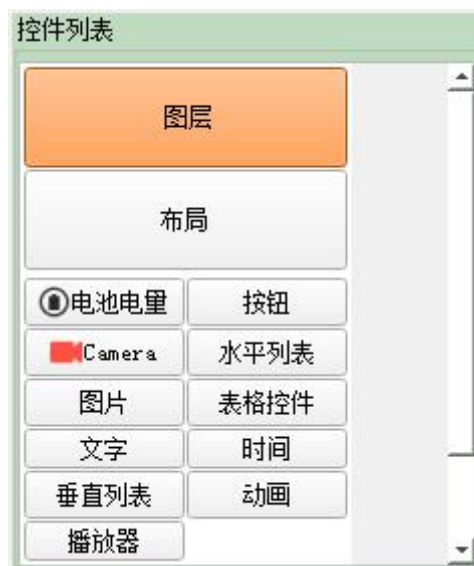 控件列表
图层
布局
电池电量 按钮
Camera 水平列表
图片 表格控件
文字 时间
垂直列表 动画
播放器